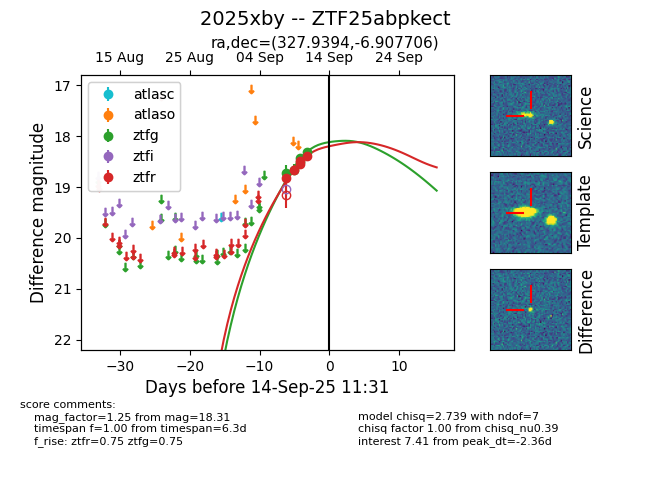 2025xby -- ZTF25abpkect
ra,dec=(327.9394,-6.907706)
15 Aug 25 Aug 04 Sep 14 Sep 24 Sep
17
18
19
20
21
22
Difference magnitude
atlasc
atlaso
ztfg
ztfi
ztfr
−30 −20 −10 0 10
Days before 14-Sep-25 11:31
Science
Template
Difference
score comments:
mag_factor=1.25 from mag=18.31
timespan f=1.00 from timespan=6.3d
f_rise: ztfr=0.75 ztfg=0.75
model chisq=2.739 with ndof=7
chisq factor 1.00 from chisq_nu0.39
interest 7.41 from peak_dt=-2.36d